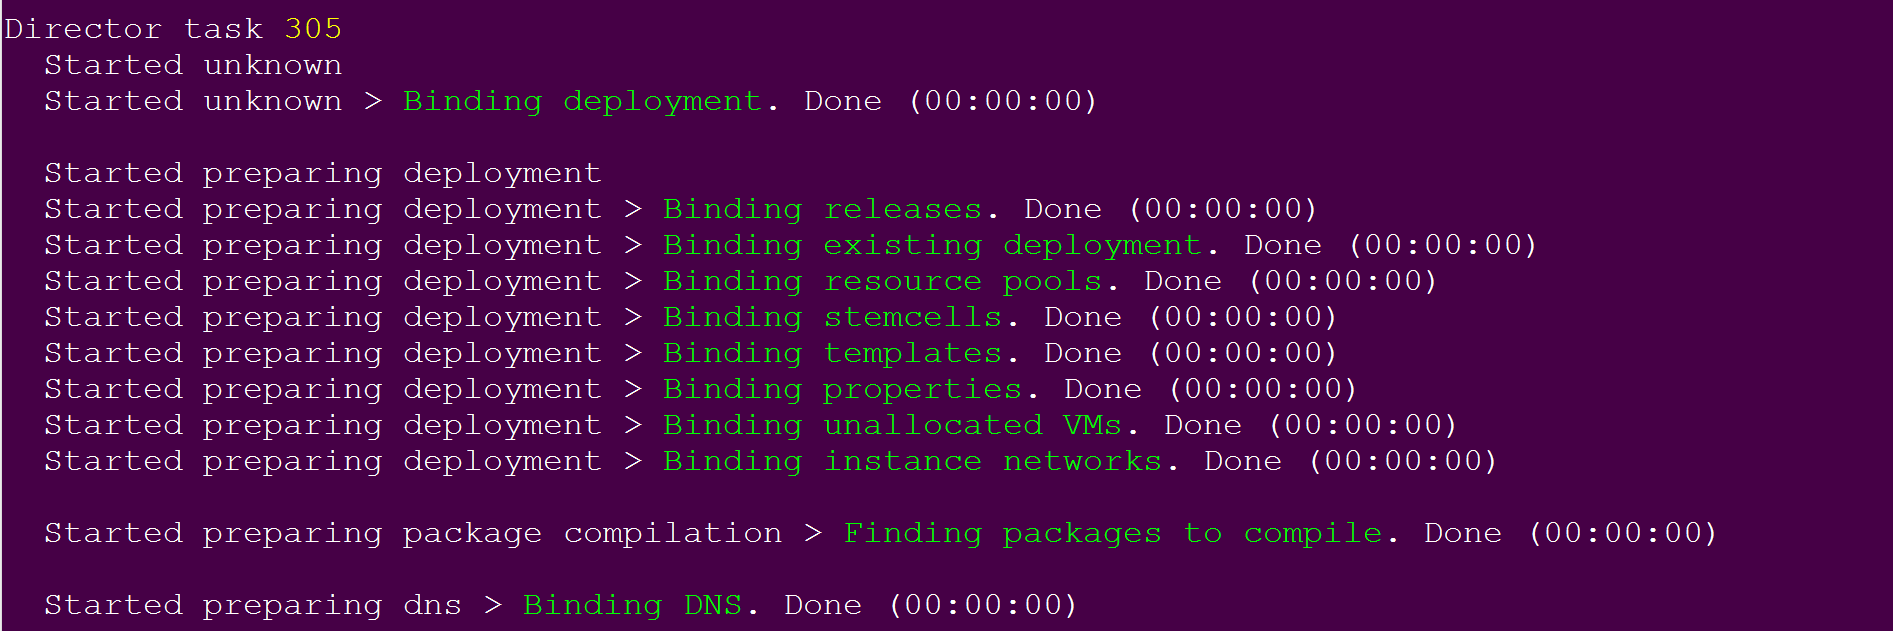 Director task 305
Started unknown
Started unknown > Binding deployment. Done (00:00:00)
Started preparing deployment
Started preparing deployment > Binding releases. Done (00:00:00)
Started preparing deployment > Binding existing deployment. Done (00:00:00)
Started preparing deployment > Binding resource pools. Done (00:00:00)
Started preparing deployment > Binding stemcells. Done (00:00:00)
Started preparing deployment > Binding templates. Done (00:00:00)
Started preparing deployment > Binding properties. Done (00:00:00)
Started preparing deployment > Binding unallocated VMs. Done (00:00:00)
Started preparing deployment > Binding instance networks. Done (00:00:00)
Started preparing package compilation > Finding packages to compile. Done (00:00:00)
Started preparing dns > Binding DNS. Done (00:00:00)